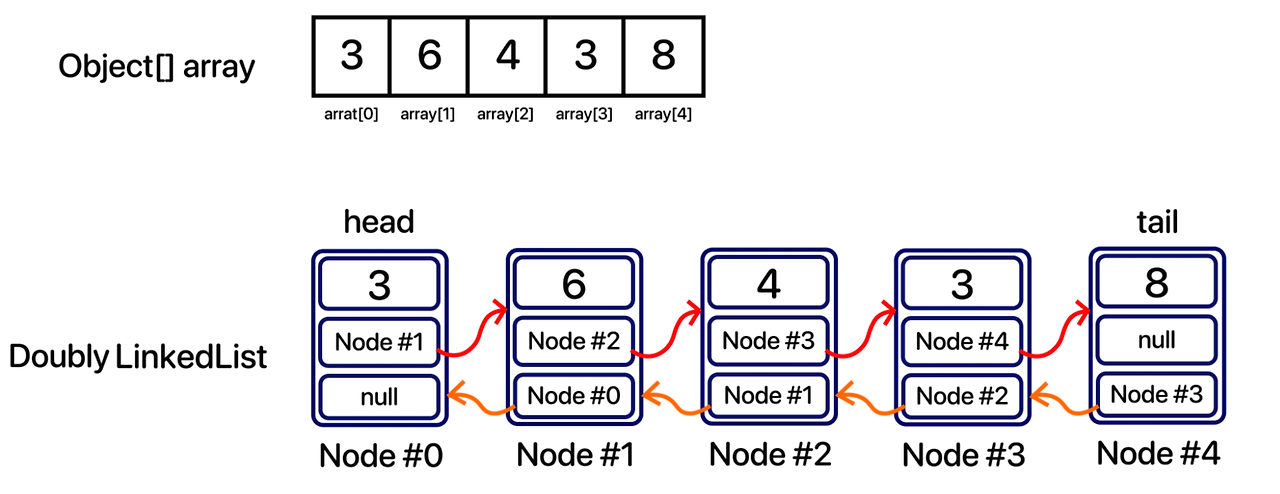 Object[] array
3 6 4 3 8
arrat[0] array[1] array[2] array[3] array[4]
head tail
3 6 4 3 8
Doubly LinkedList
Node #1 Node #2 Node #3 Node #4 null
null Node #0 Node #1 Node #2 Node #3
Node #0 Node #1 Node #2 Node #3 Node #4